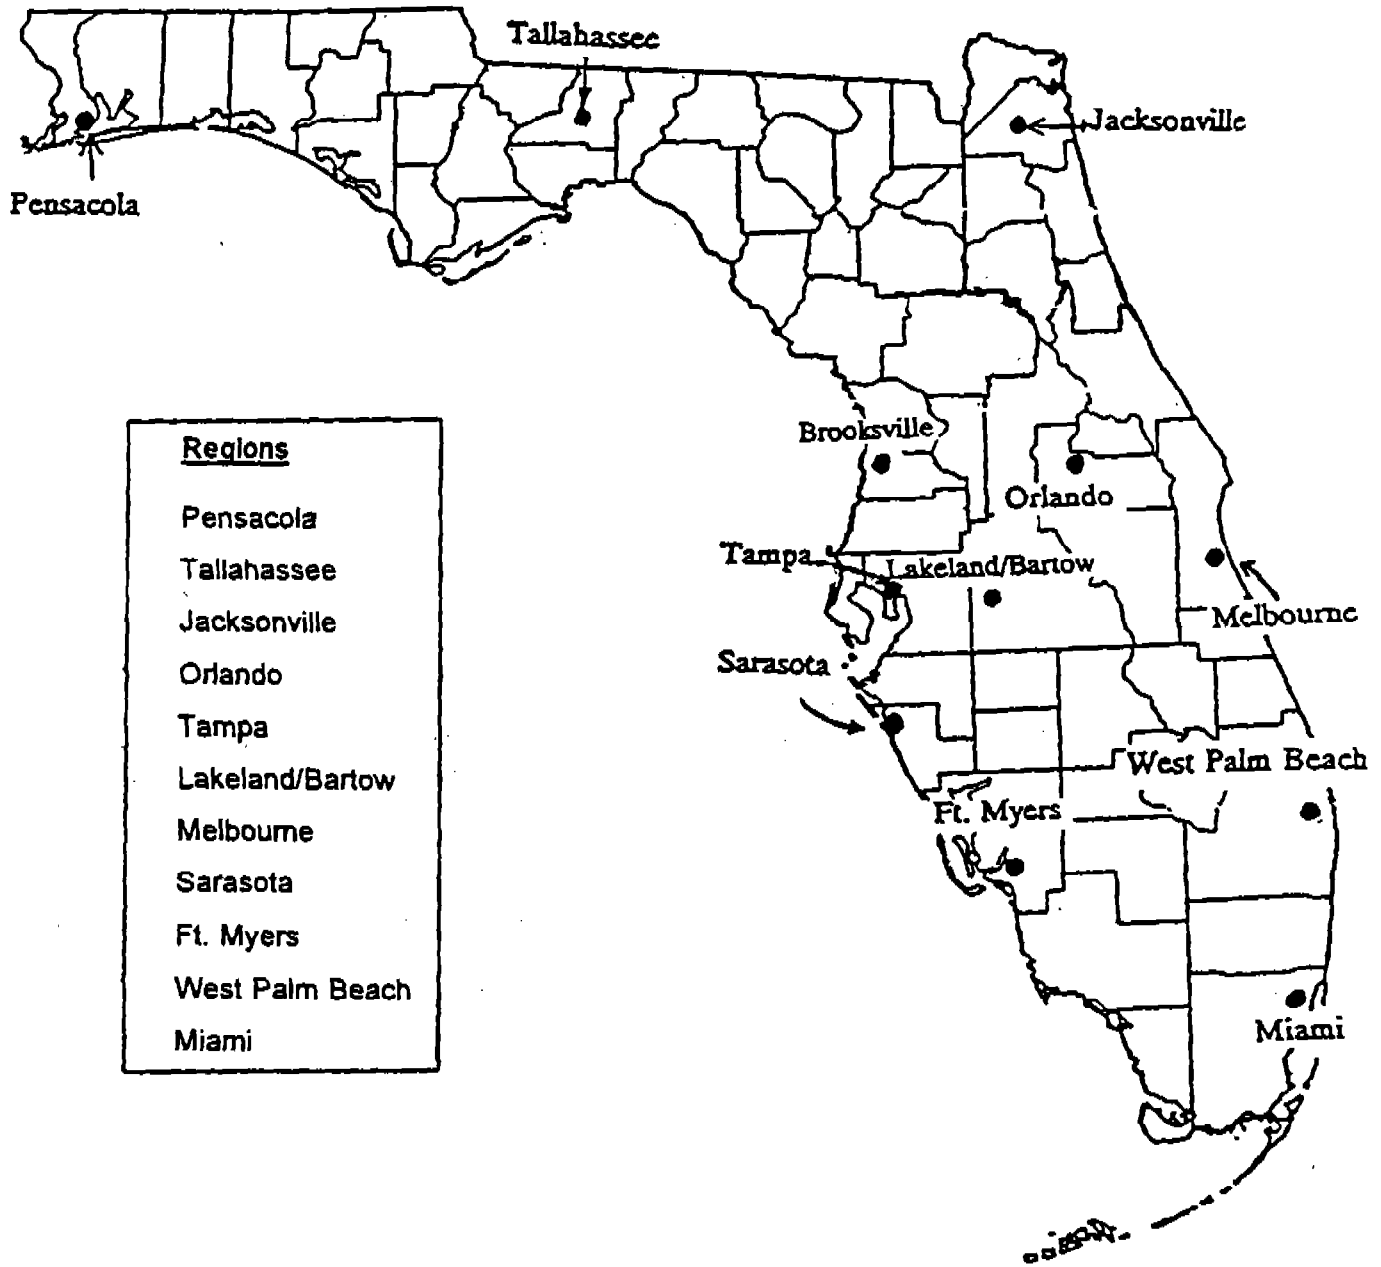 Tallahassee
Jacksonville
Pensacola
Brooksville
Orlando
Tampa
Lakeland/Bartow
Melbourne
Sarasota
West Palm Beach
Ft. Myers
Miami
Regions
Pensacola
Tallahassee
Jacksonville
Orlando
Tampa
Lakeland/Bartow
Melbourne
Sarasota
Ft. Myers
West Palm Beach
Miami